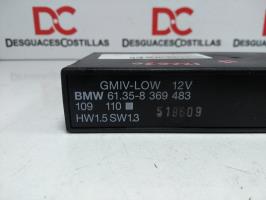 DC
DC
DESGUACESCOSTILLAS
DESGUACESCOSTILLAS
GMIV-LOW 12V
BMW 61.35-8 369 483
109 110
HW1.5 SW1.3
518609